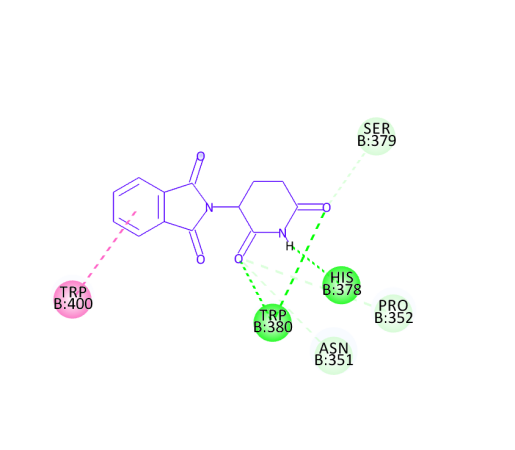 SER
B:379
O
O
N
O
N
H
O
O
HIS
B:378
TRP
B:400
PRO
B:352
TRP
B:380
ASN
B:351